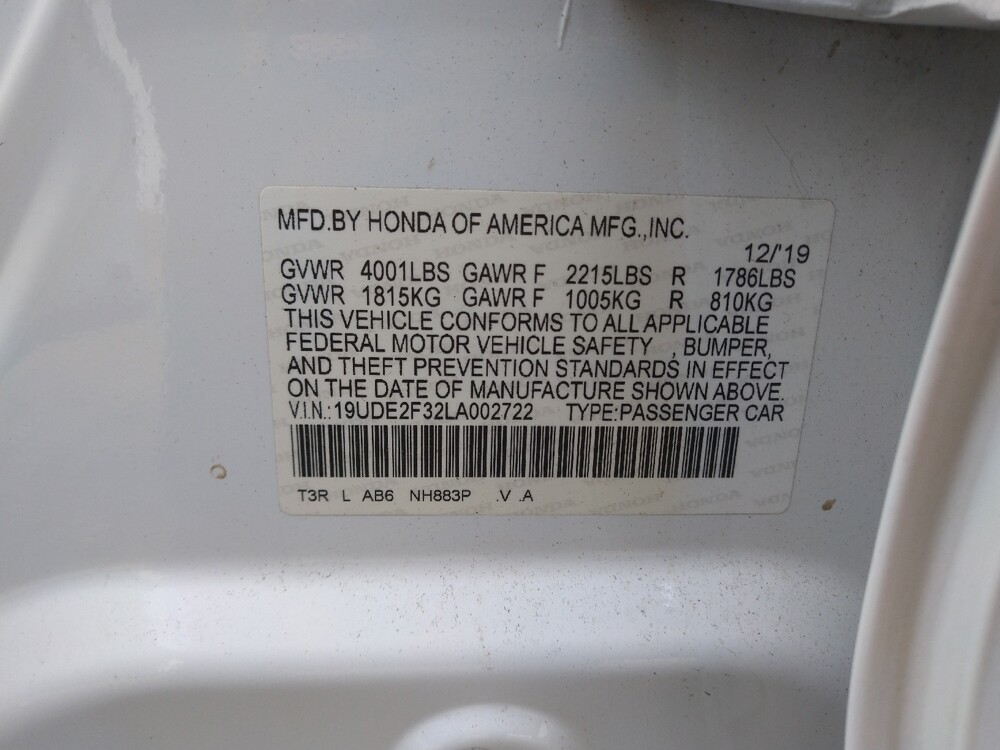 MFD.BY HONDA OF AMERICA MFG.,INC.
12/'19
GVWR 4001LBS GAWR F 2215LBS R 1786LBS
GVWR 1815KG GAWR F 1005KG R 810KG
THIS VEHICLE CONFORMS TO ALL APPLICABLE
FEDERAL MOTOR VEHICLE SAFETY , BUMPER,
AND THEFT PREVENTION STANDARDS IN EFFECT
ON THE DATE OF MANUFACTURE SHOWN ABOVE.
V.I.N.:19UDE2F32LA002722 TYPE:PASSENGER CAR
T3R L AB6 NH883P .V .A